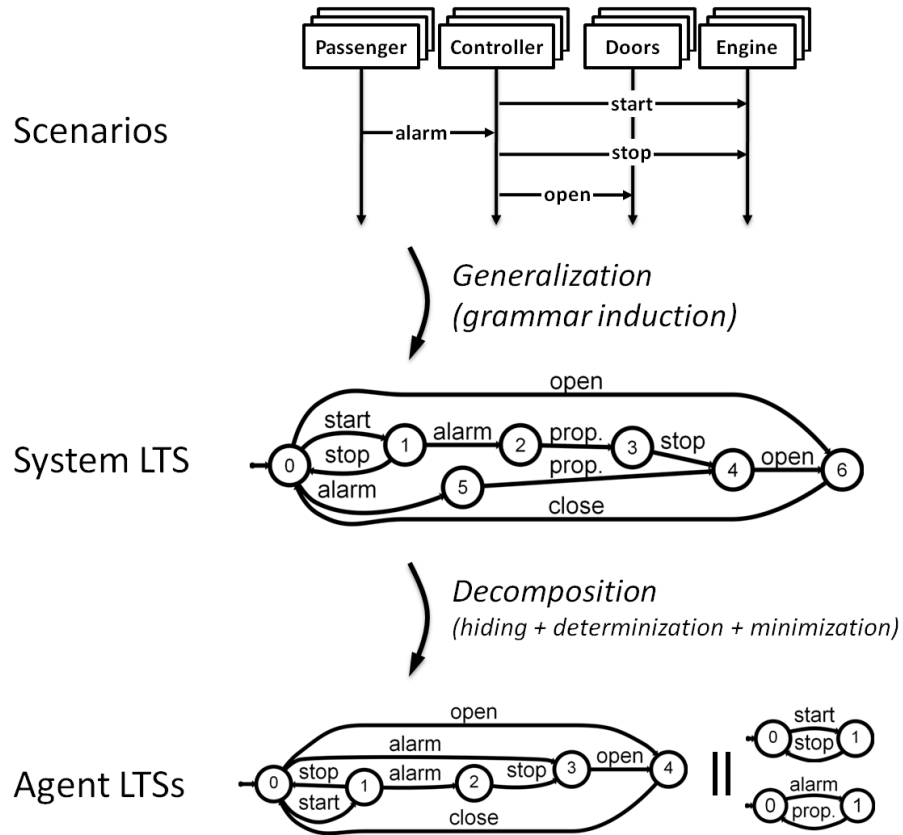 Passenger Controller Doors Engine
Scenarios
start
alarm
stop
open
Generalization
(grammar induction)
System LTS
open
start
alarm prop. stop
0 1 2 3
stop prop.
4 open 6
alarm 5
close
Decomposition
(hiding + determinization + minimization)
Agent LTSs
open
alarm
stop alarm stop open
0 1 2 3 4
start
close
||
start
0 1
stop
alarm
0 1
prop.